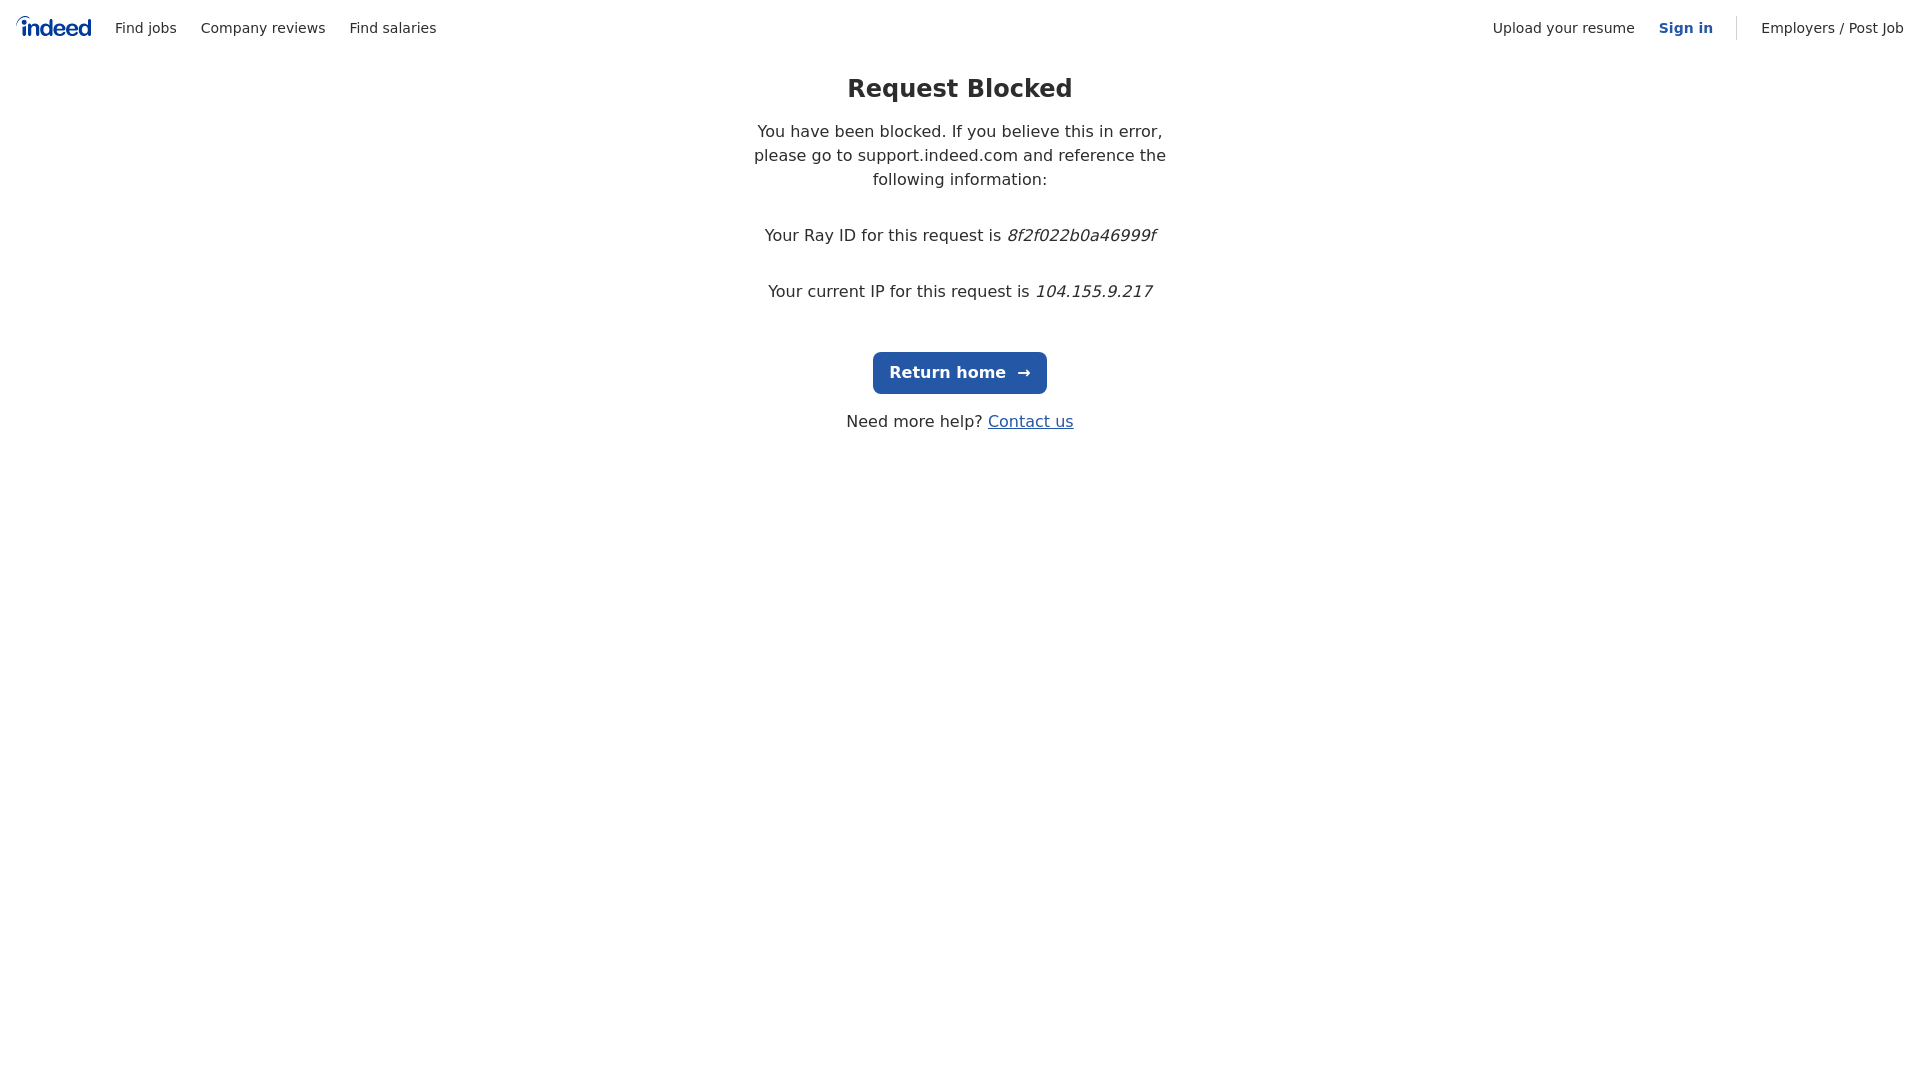 indeed Find jobs Company reviews Find salaries Upload your resume Sign in Employers / Post Job
Request Blocked
You have been blocked. If you believe this in error,
please go to support.indeed.com and reference the
following information:
Your Ray ID for this request is 8f2f022b0a46999f
Your current IP for this request is 104.155.9.217
Return home →
Need more help? Contact us